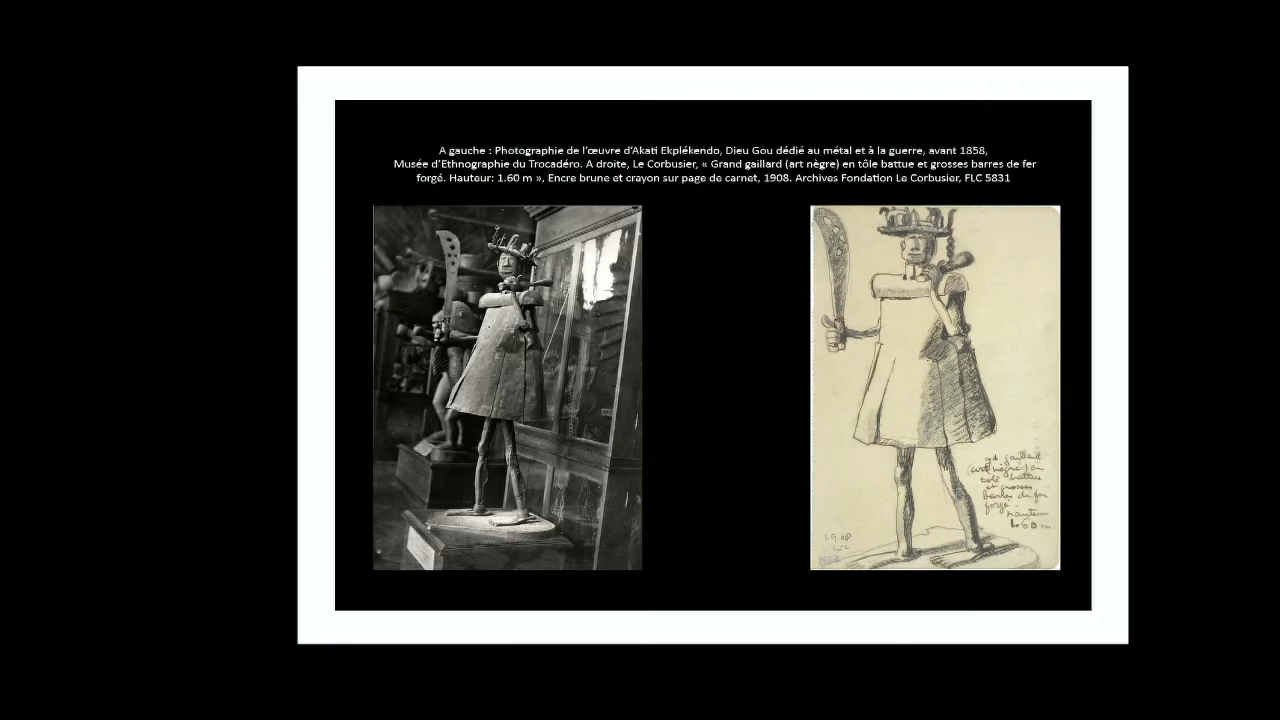 A gauche : Photographie de l'œuvre d'Akati Ekplékendo, Dieu Gou dédié au métal et à la guerre, avant 1858,
Musée d'Ethnographie du Trocadéro. A droite, Le Corbusier, « Grand gaillard (art nègre) en tôle battue et grosses barres de fer
forgé. Hauteur: 1.60 m », Encre brune et crayon sur page de carnet, 1908. Archives Fondation Le Corbusier, FLC 5831
gd gaillard
(art nègre) en
tole battue
et grosses
barres de fer
forgé.
hauteur
1.60 m